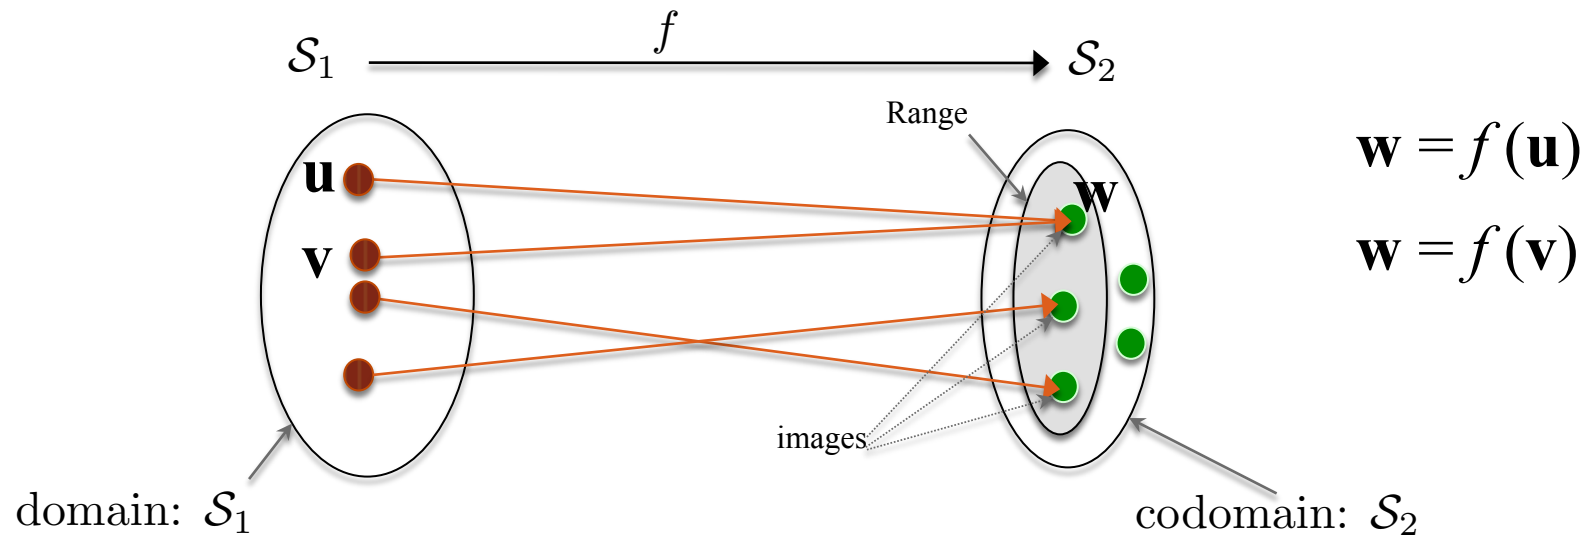 f
𝒮₁ 𝒮₂
Range
w = f(u)
u
w
v
w = f(v)
images
domain: 𝒮₁
codomain: 𝒮₂